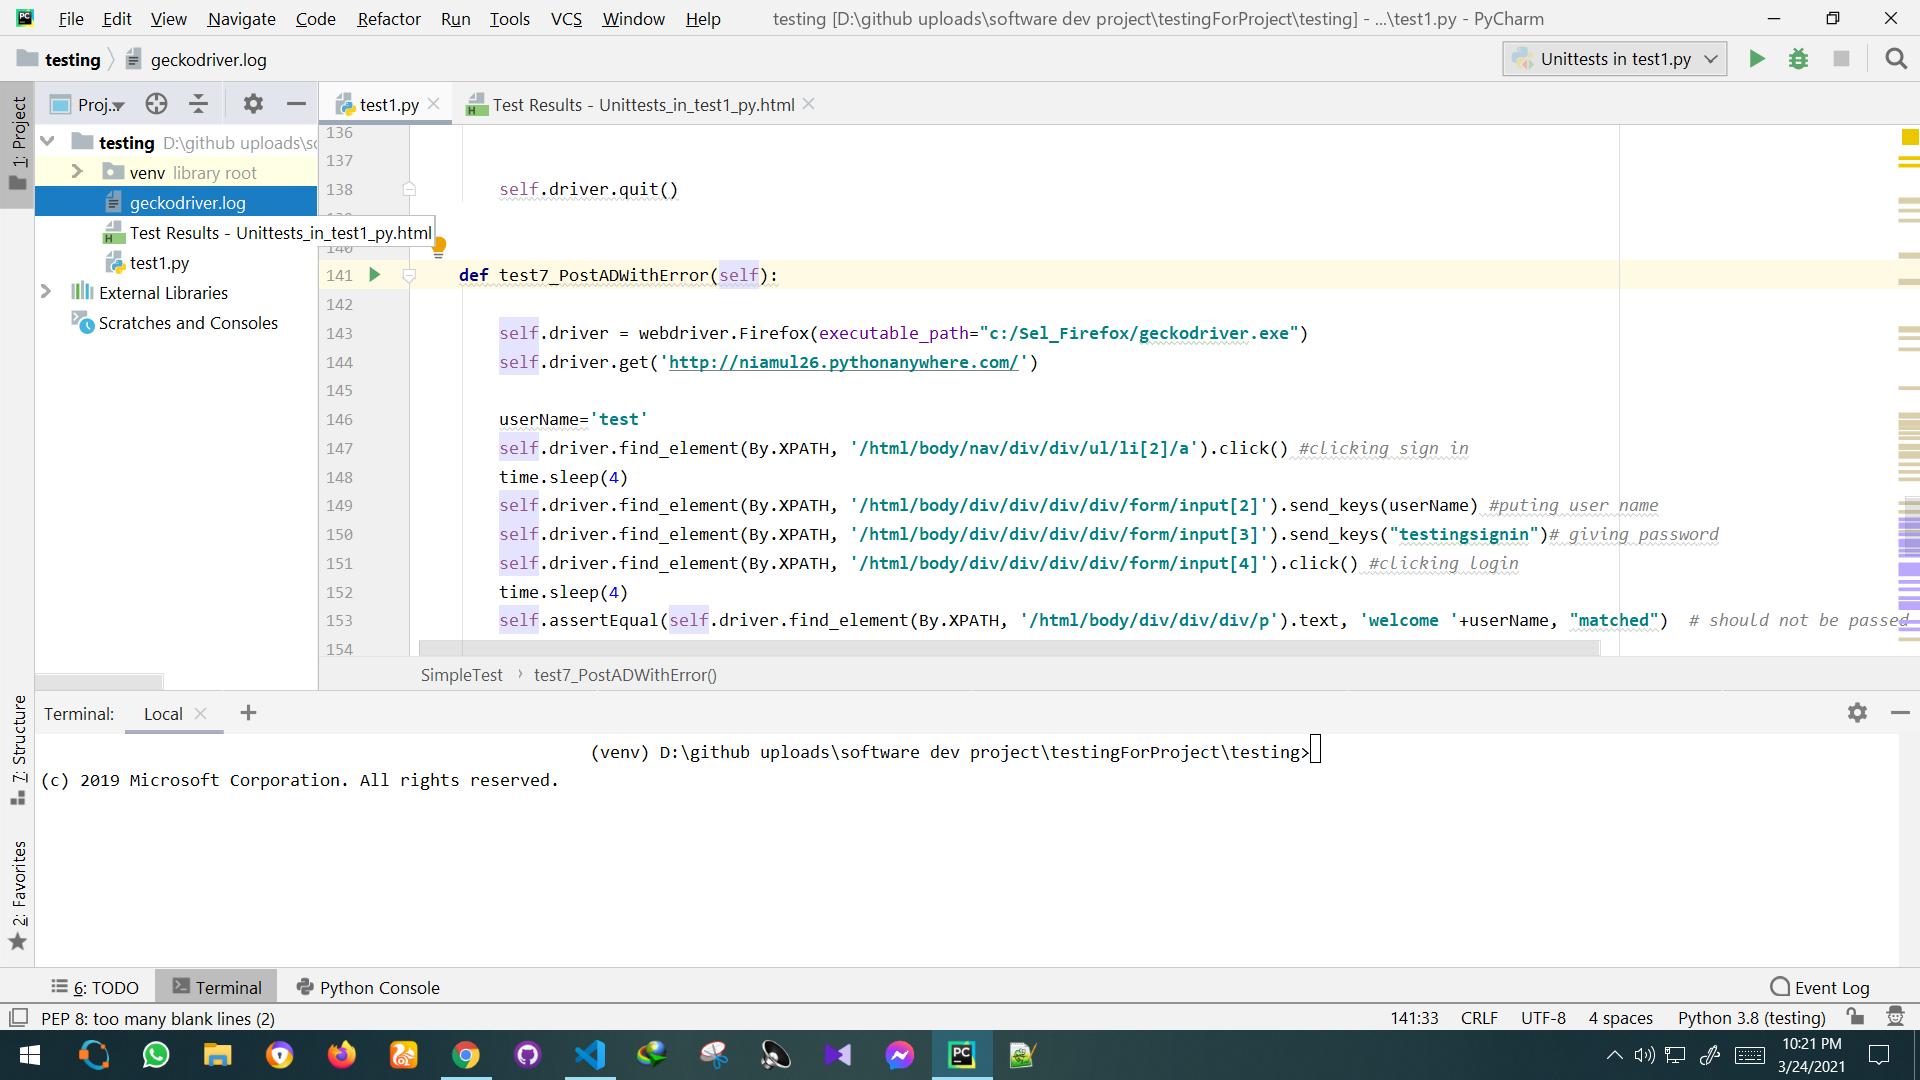 File Edit View Navigate Code Refactor Run Tools VCS Window Help testing [D:\github uploads\software dev project\testingForProject\testing] - ...\test1.py - PyCharm
testing geckodriver.log Unittests in test1.py
Proj... test1.py Test Results - Unittests_in_test1_py.html
1: Project
testing D:\github uploads\so
venv library root
geckodriver.log
Test Results - Unittests_in_test1_py.html
test1.py
External Libraries
Scratches and Consoles
136
137
138 self.driver.quit()
140
141 def test7_PostADWithError(self):
142
143 self.driver = webdriver.Firefox(executable_path="c:/Sel_Firefox/geckodriver.exe")
144 self.driver.get('http://niamul26.pythonanywhere.com/')
145
146 userName='test'
147 self.driver.find_element(By.XPATH, '/html/body/nav/div/div/ul/li[2]/a').click() #clicking sign in
148 time.sleep(4)
149 self.driver.find_element(By.XPATH, '/html/body/div/div/div/div/form/input[2]').send_keys(userName) #puting user name
150 self.driver.find_element(By.XPATH, '/html/body/div/div/div/div/form/input[3]').send_keys("testingsignin")# giving password
151 self.driver.find_element(By.XPATH, '/html/body/div/div/div/div/form/input[4]').click() #clicking login
152 time.sleep(4)
153 self.assertEqual(self.driver.find_element(By.XPATH, '/html/body/div/div/div/p').text, 'welcome '+userName, "matched") # should not be passed
154
SimpleTest › test7_PostADWithError()
7: Structure
2: Favorites
Terminal: Local
(venv) D:\github uploads\software dev project\testingForProject\testing>
(c) 2019 Microsoft Corporation. All rights reserved.
6: TODO Terminal Python Console Event Log
PEP 8: too many blank lines (2) 141:33 CRLF UTF-8 4 spaces Python 3.8 (testing)
10:21 PM
3/24/2021